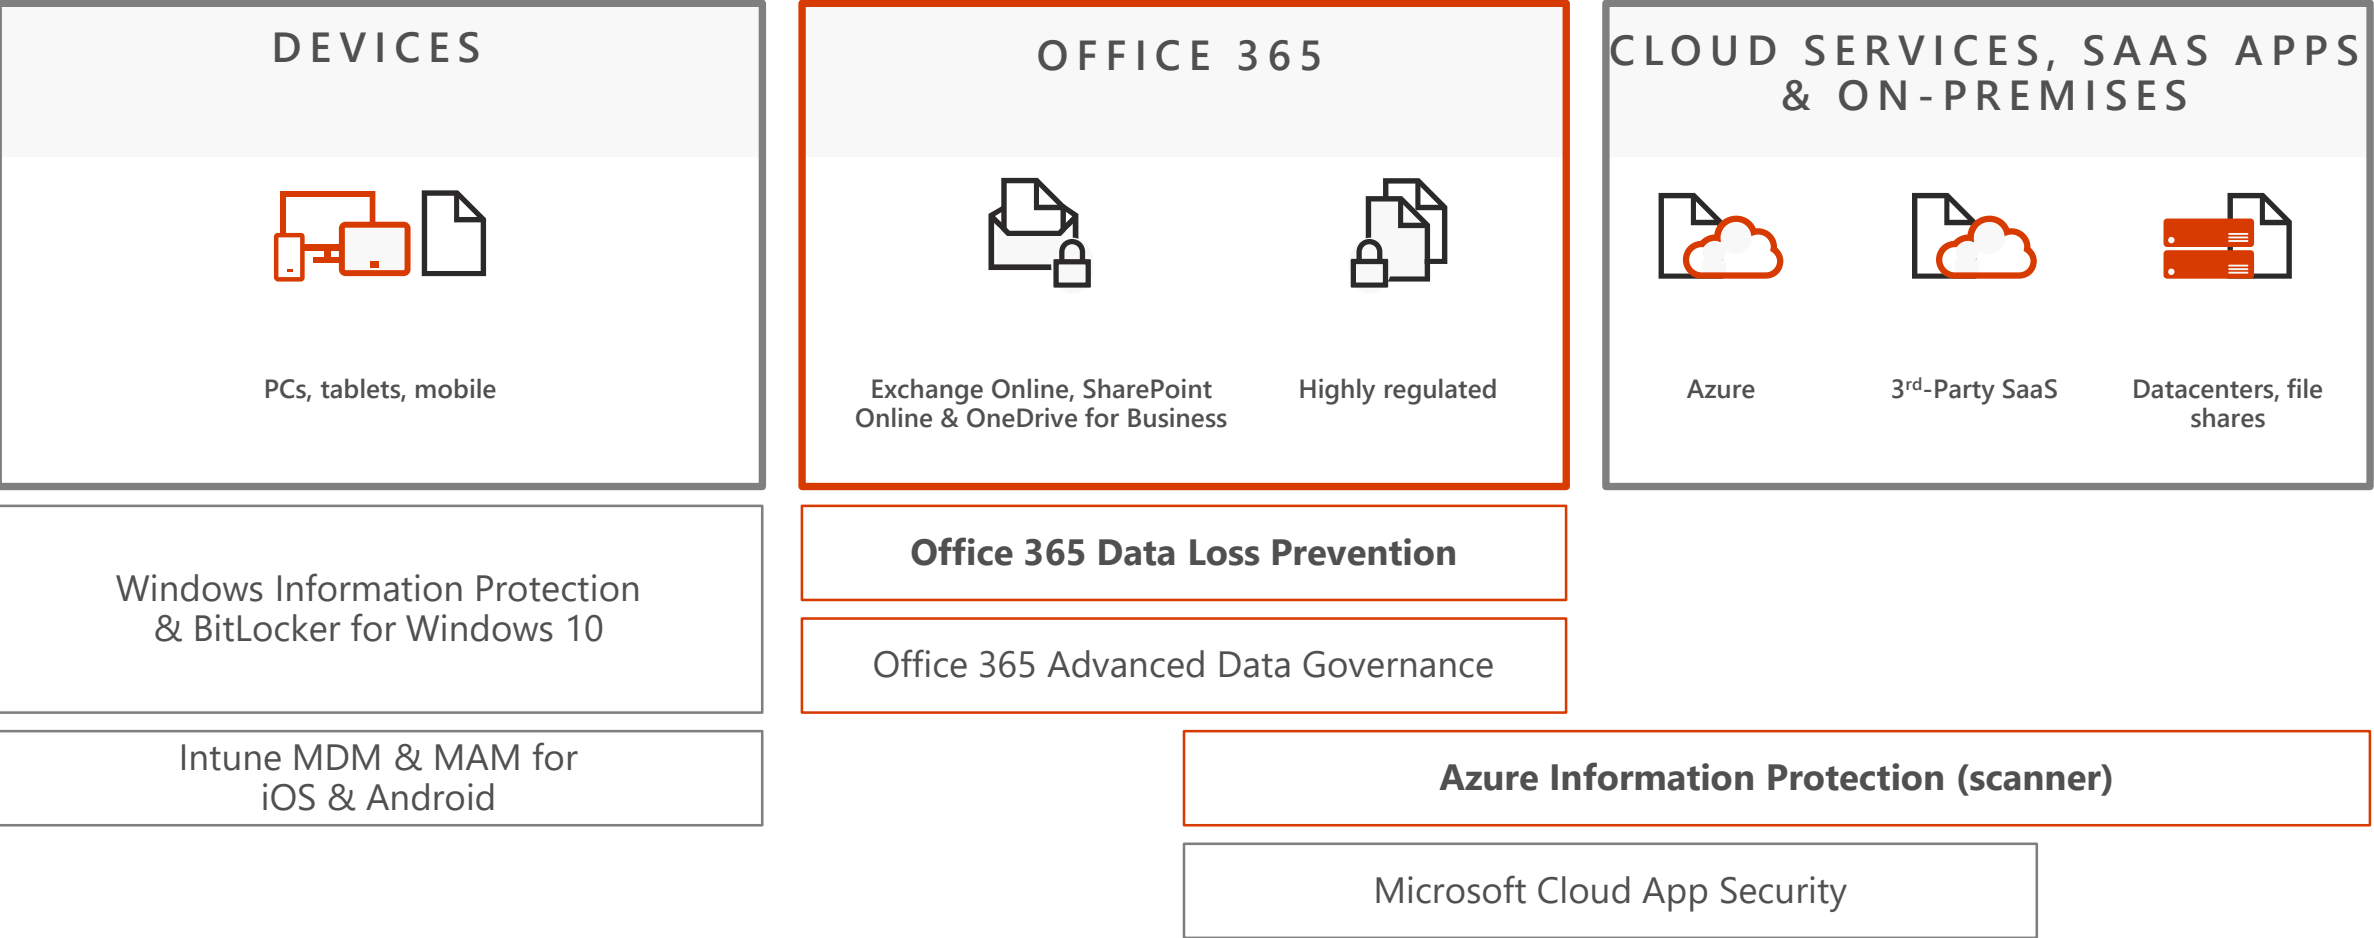 DEVICES
PCs, tablets, mobile
OFFICE 365
Exchange Online, SharePoint
Online & OneDrive for Business
Highly regulated
CLOUD SERVICES, SAAS APPS
& ON-PREMISES
Azure
3rd-Party SaaS
Datacenters, file
shares
Windows Information Protection
& BitLocker for Windows 10
Office 365 Data Loss Prevention
Office 365 Advanced Data Governance
Intune MDM & MAM for
iOS & Android
Azure Information Protection (scanner)
Microsoft Cloud App Security